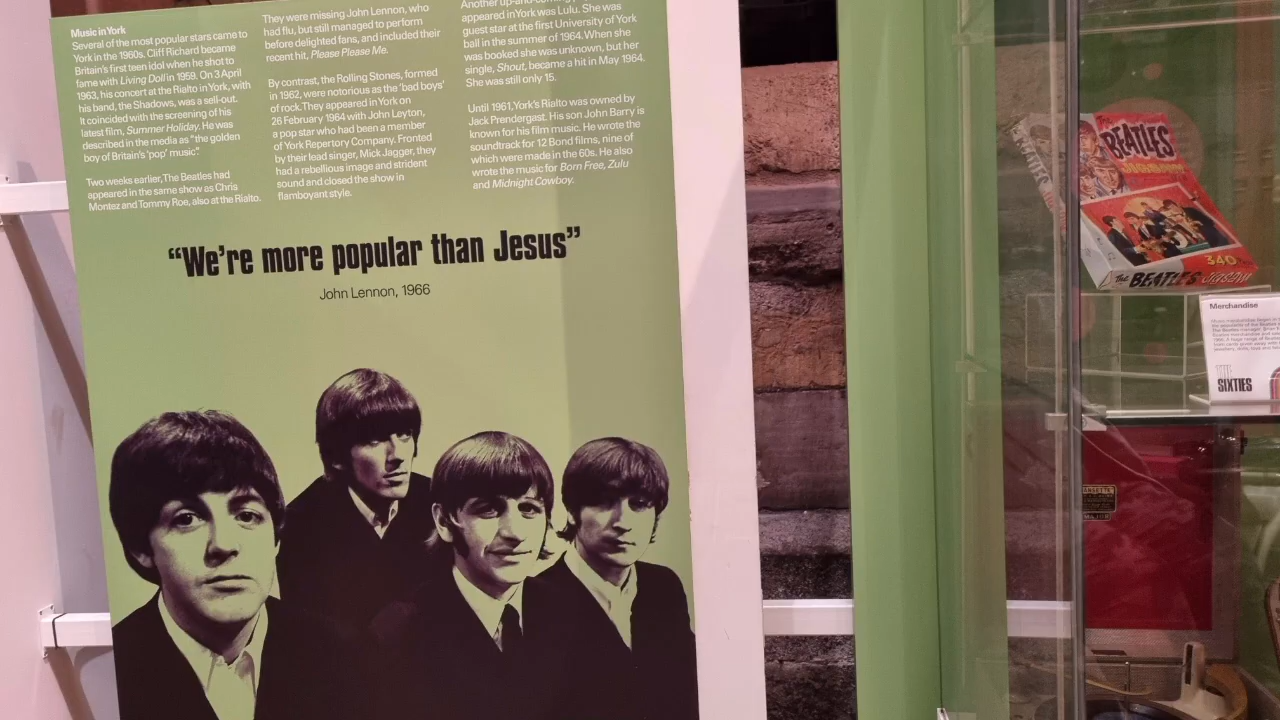 Music in York
Several of the most popular stars came to
York in the 1960s. Cliff Richard became
Britain's first teen idol when he shot to
fame with Living Doll in 1959. On 3 April
1963, his concert at the Rialto in York, with
his band, the Shadows, was a sell-out.
It coincided with the screening of his
latest film, Summer Holiday. He was
described in the media as "the golden
boy of Britain's 'pop' music".
Two weeks earlier, The Beatles had
appeared in the same show as Chris
Montez and Tommy Roe, also at the Rialto.
They were missing John Lennon, who
had flu, but still managed to perform
before delighted fans, and included their
recent hit, Please Please Me.
By contrast, the Rolling Stones, formed
in 1962, were notorious as the 'bad boys'
of rock. They appeared in York on
26 February 1964 with John Leyton,
a pop star who had been a member
of York Repertory Company. Fronted
by their lead singer, Mick Jagger, they
had a rebellious image and strident
sound and closed the show in
flamboyant style.
Another up-and-coming
appeared in York was Lulu. She was
guest star at the first University of York
ball in the summer of 1964. When she
was booked she was unknown, but her
single, Shout, became a hit in May 1964.
She was still only 15.
Until 1961, York's Rialto was owned by
Jack Prendergast. His son John Barry is
known for his film music. He wrote the
soundtrack for 12 Bond films, nine of
which were made in the 60s. He also
wrote the music for Born Free, Zulu
and Midnight Cowboy.
"We're more popular than Jesus"
John Lennon, 1966
BEATLES
340
The BEATLES JIGSAW
Merchandise
THE
SIXTIES